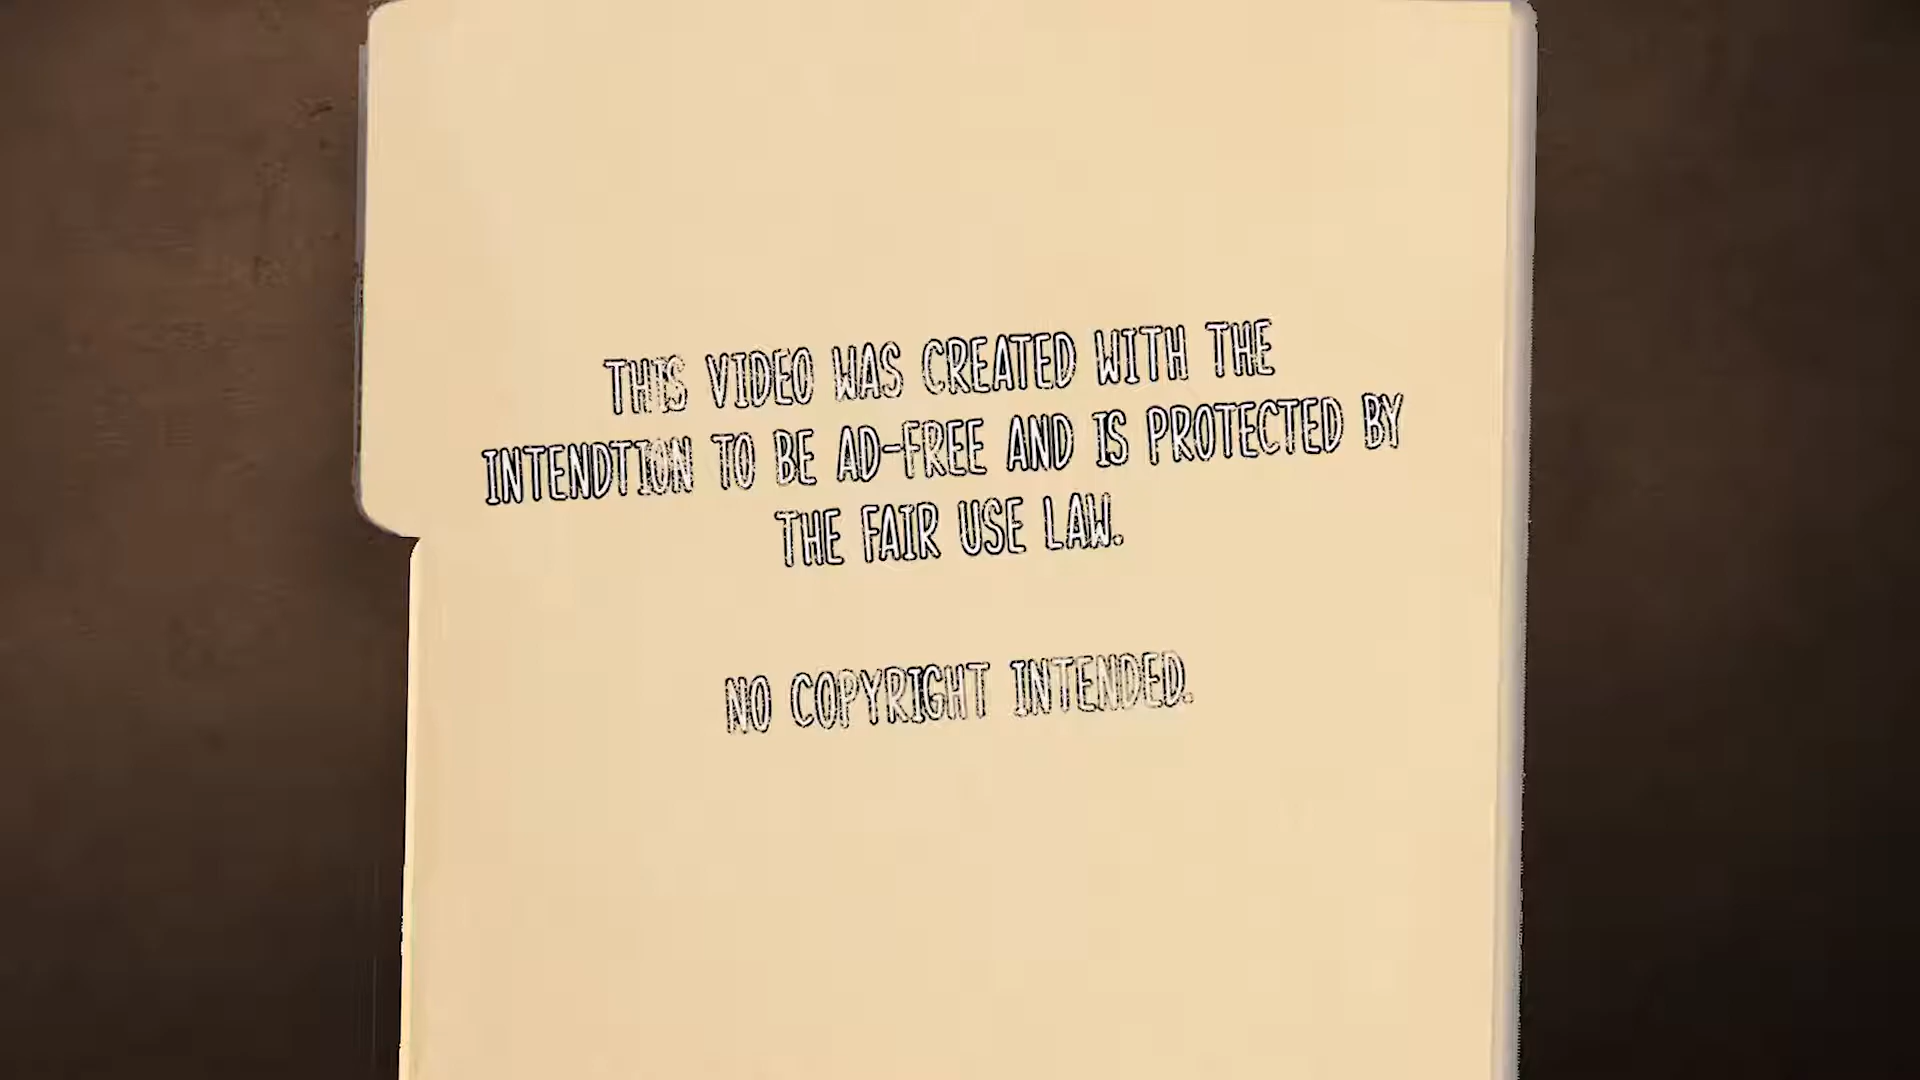 THIS VIDEO WAS CREATED WITH THE
INTENDTION TO BE AD-FREE AND IS PROTECTED BY
THE FAIR USE LAW.
NO COPYRIGHT INTENDED.